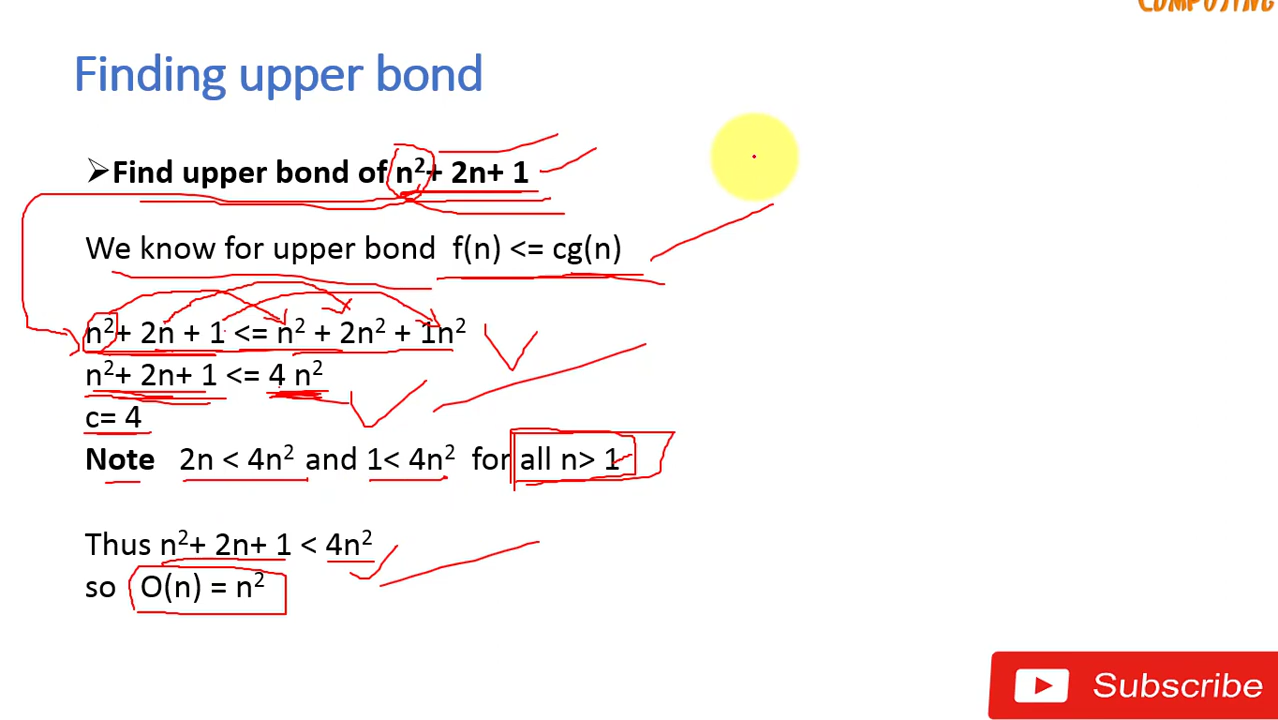 COMPUTING
Finding upper bond
➢Find upper bond of n²+ 2n+ 1
We know for upper bond f(n) <= cg(n)
n²+ 2n + 1 <= n² + 2n² + 1n²
n²+ 2n+ 1 <= 4 n²
c= 4
Note 2n < 4n² and 1< 4n² for all n> 1
Thus n²+ 2n+ 1 < 4n²
so O(n) = n²
Subscribe